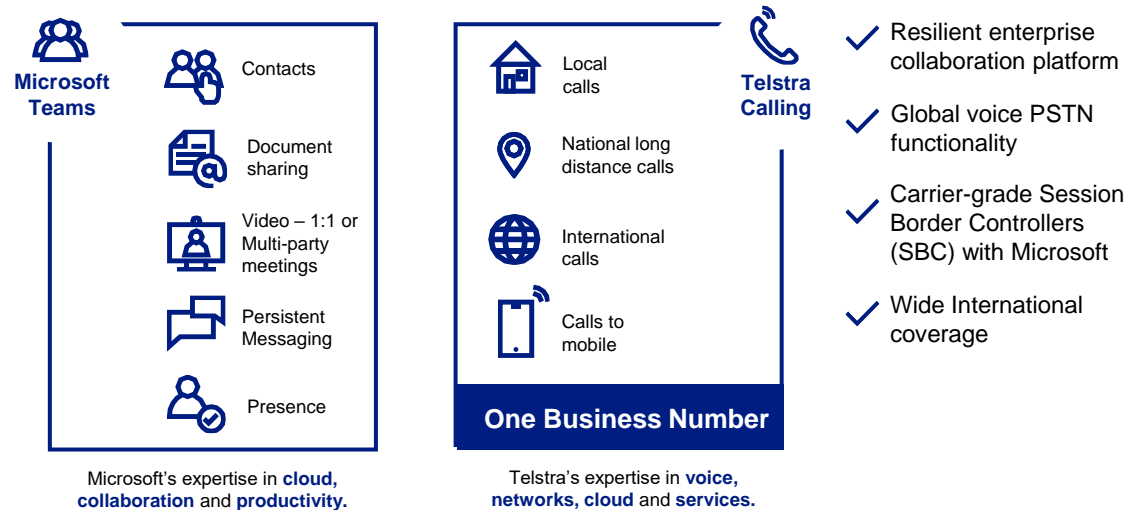 Microsoft
Teams
Contacts
Document
sharing
Video – 1:1 or
Multi-party
meetings
Persistent
Messaging
Presence
Microsoft’s expertise in cloud,
collaboration and productivity.
Telstra
Calling
Local
calls
National long
distance calls
International
calls
Calls to
mobile
One Business Number
Telstra’s expertise in voice,
networks, cloud and services.
Resilient enterprise
collaboration platform
Global voice PSTN
functionality
Carrier-grade Session
Border Controllers
(SBC) with Microsoft
Wide International
coverage